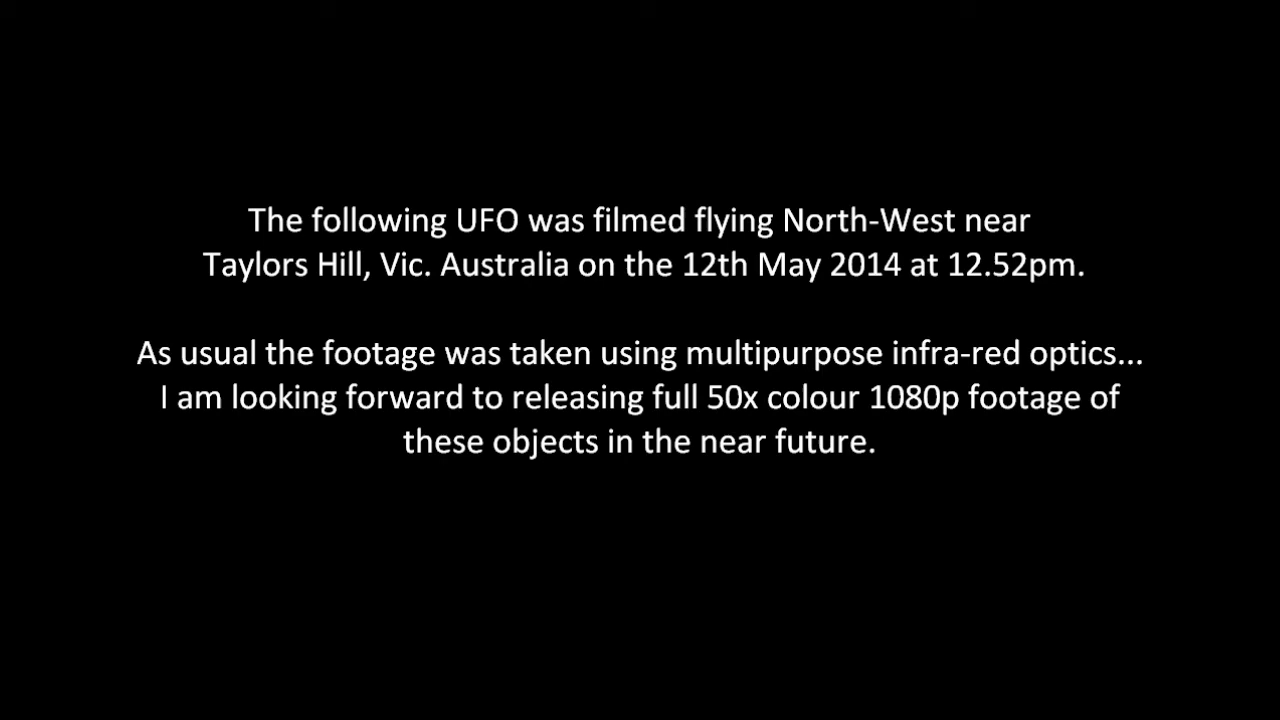 The following UFO was filmed flying North-West near
Taylors Hill, Vic. Australia on the 12th May 2014 at 12.52pm.
As usual the footage was taken using multipurpose infra-red optics...
I am looking forward to releasing full 50x colour 1080p footage of
these objects in the near future.